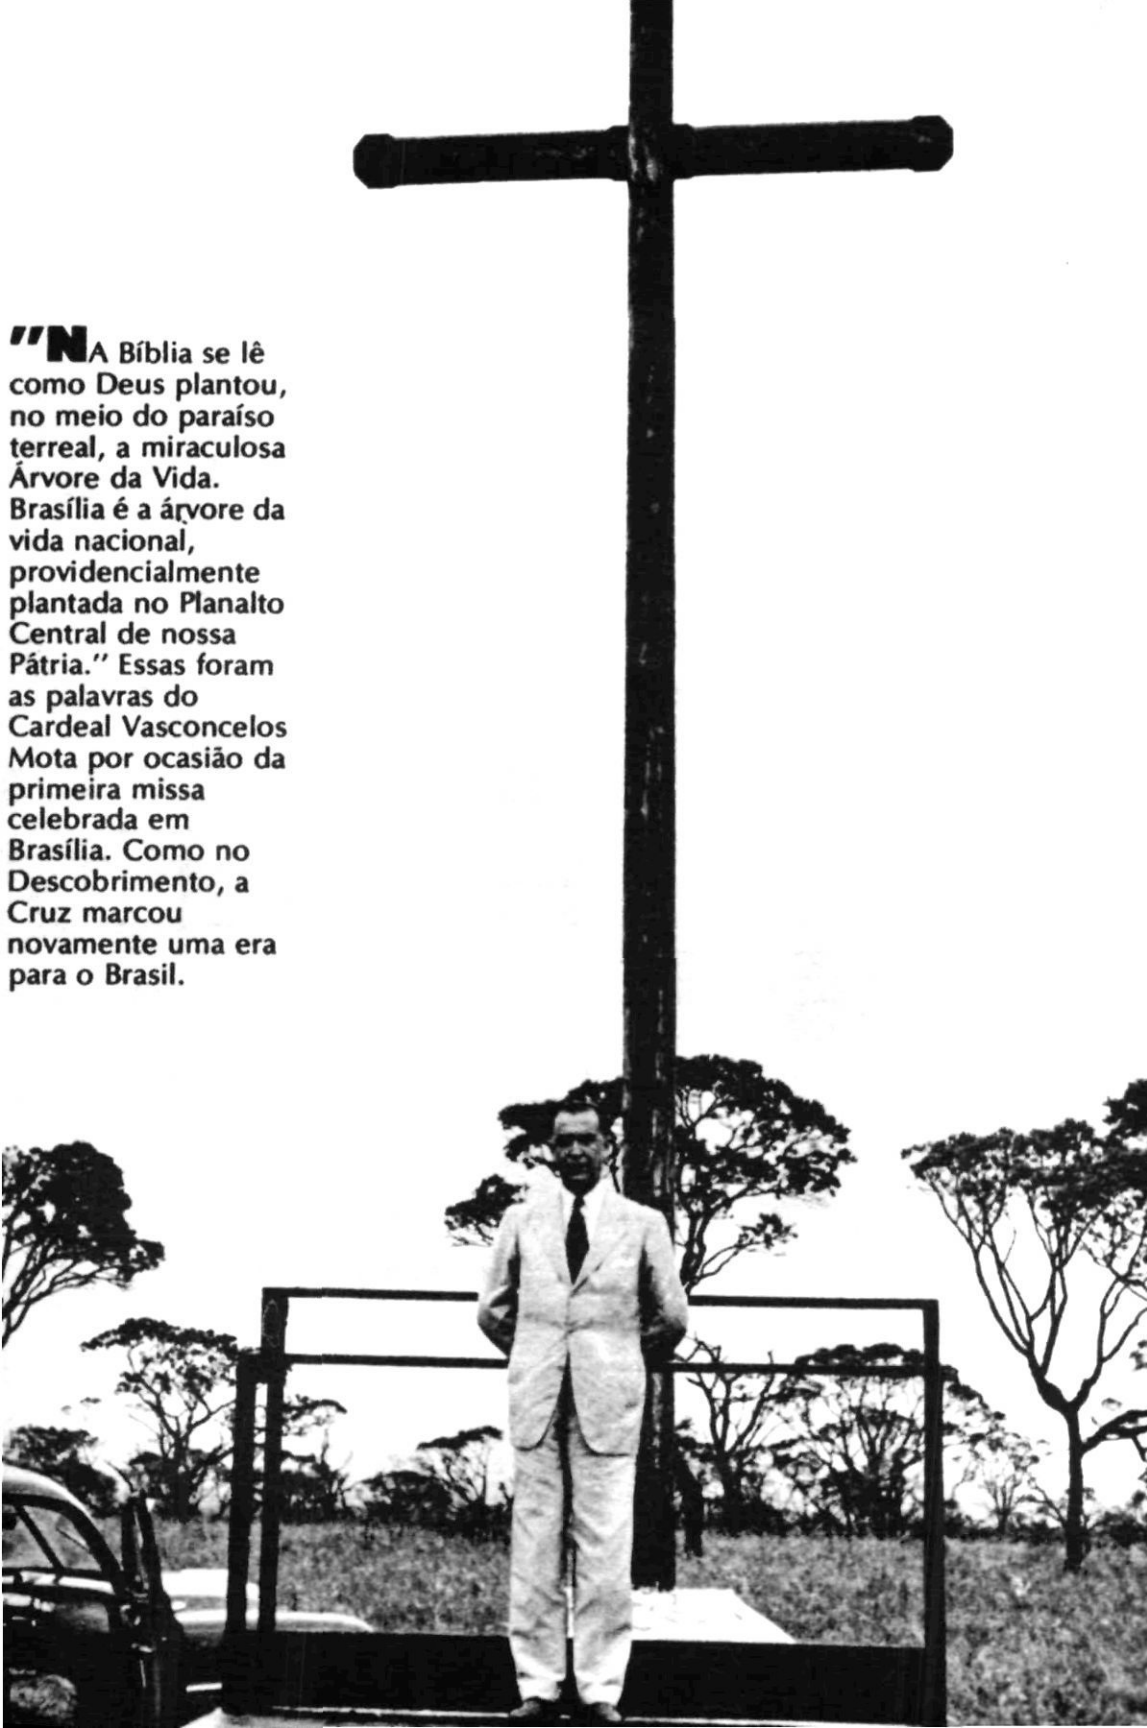 "NA Bíblia se lê
como Deus plantou,
no meio do paraíso
terreal, a miraculosa
Árvore da Vida.
Brasília é a árvore da
vida nacional,
providencialmente
plantada no Planalto
Central de nossa
Pátria." Essas foram
as palavras do
Cardeal Vasconcelos
Mota por ocasião da
primeira missa
celebrada em
Brasília. Como no
Descobrimento, a
Cruz marcou
novamente uma era
para o Brasil.